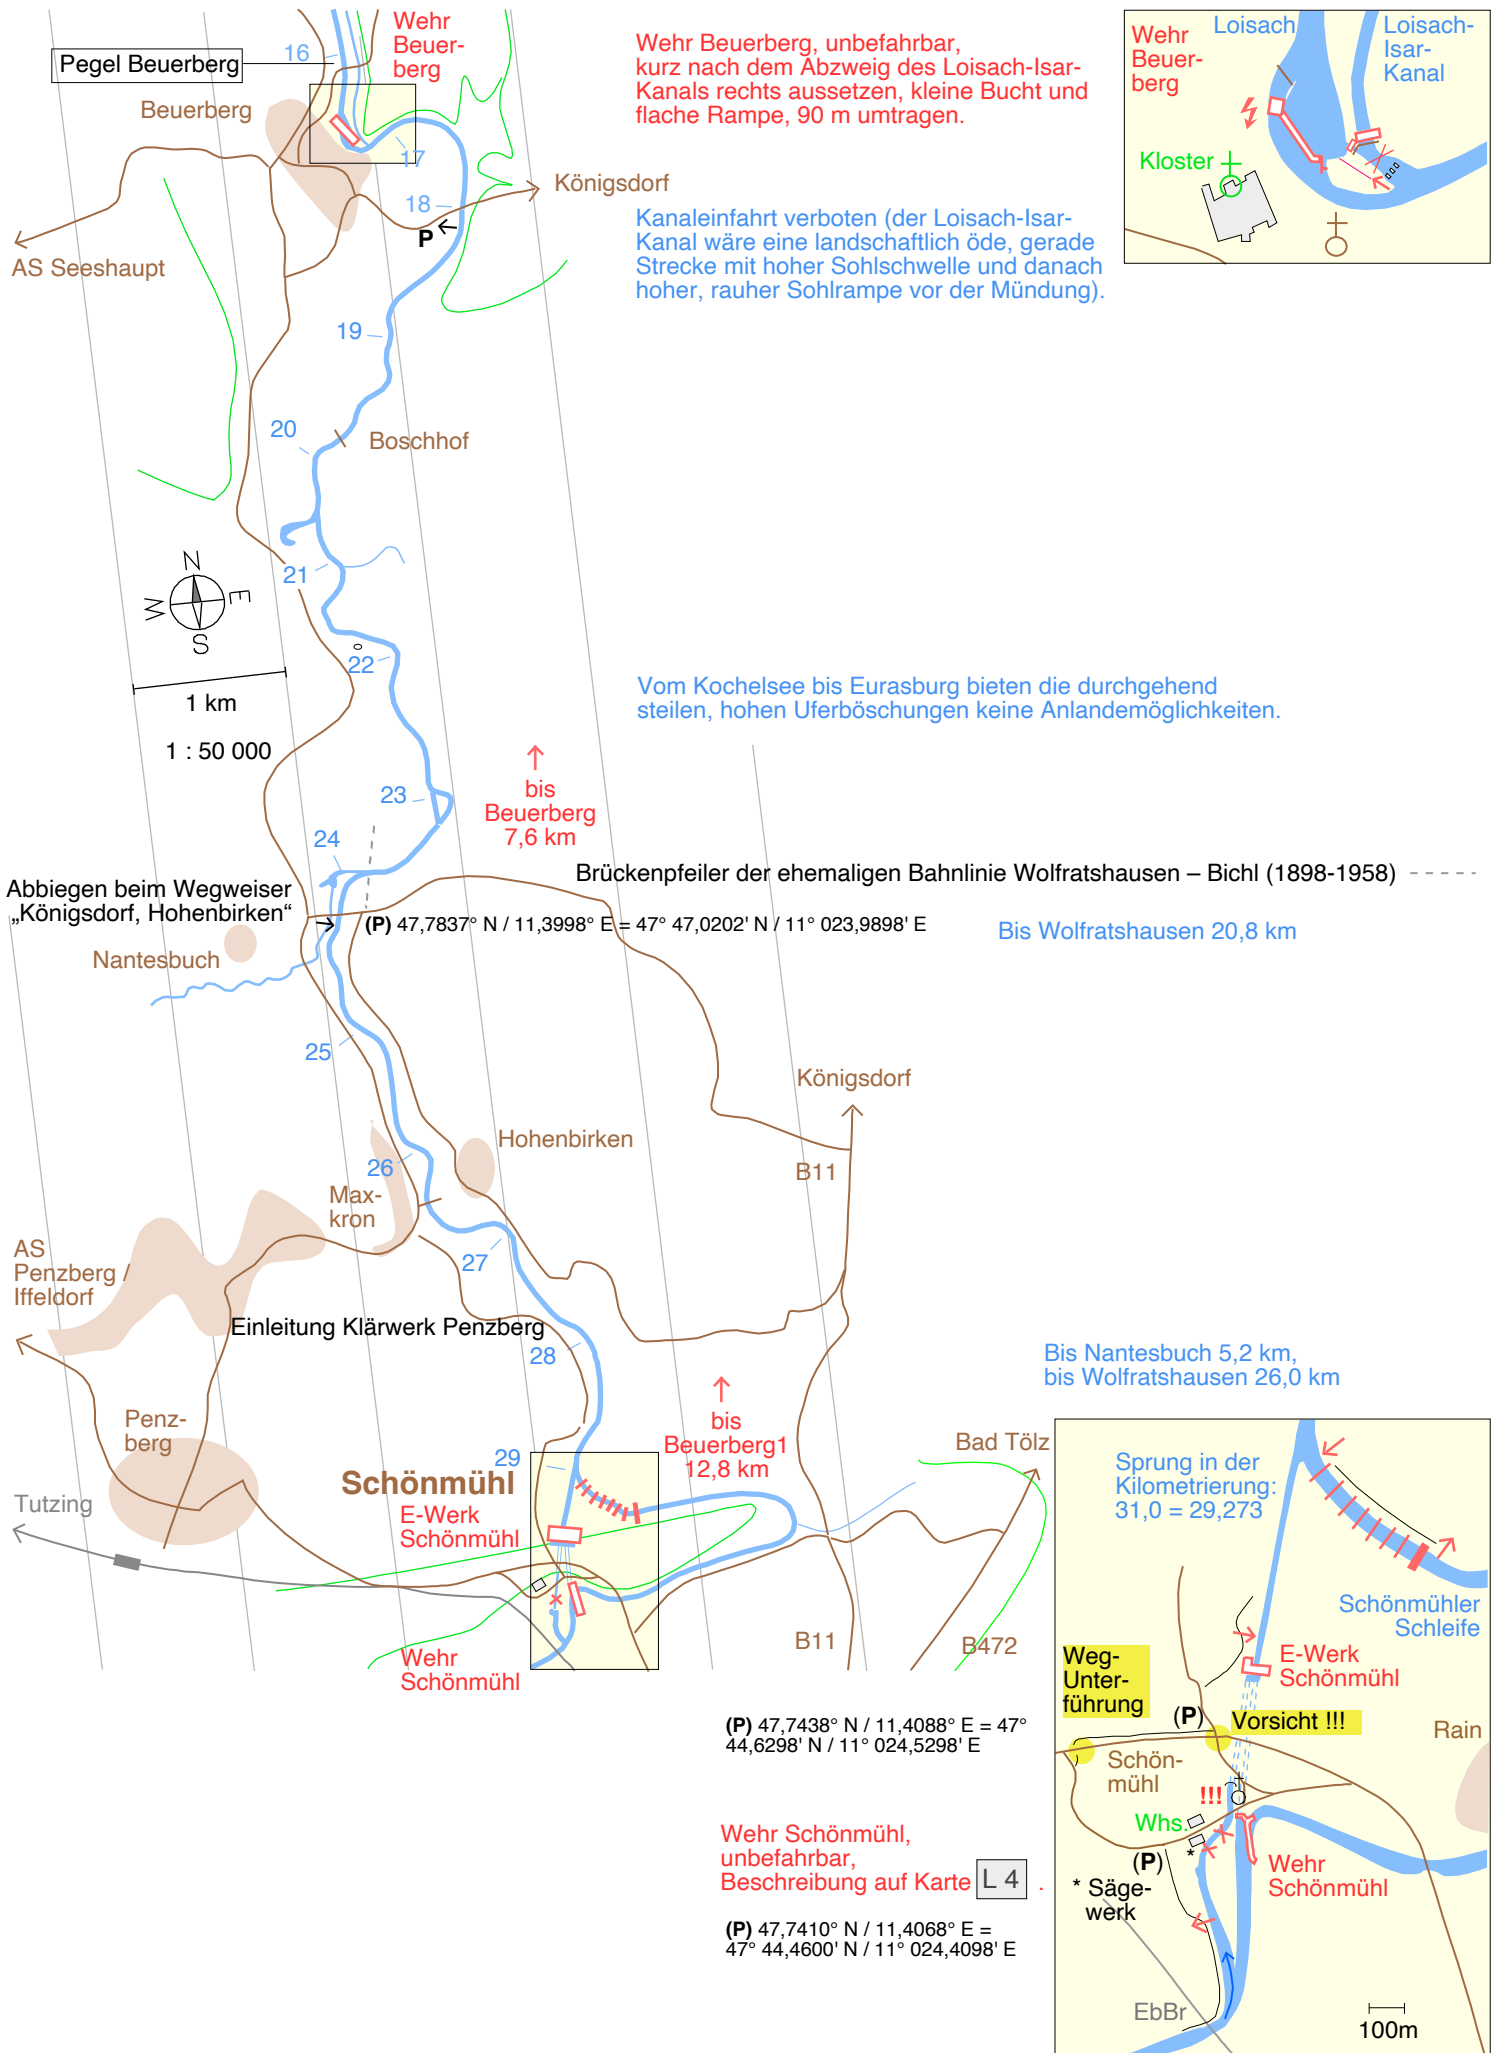 Wehr
Beuer-
berg
16
Pegel Beuerberg
Beuerberg
17
Königsdorf
18
P
AS Seeshaupt
Wehr Beuerberg, unbefahrbar,
kurz nach dem Abzweig des Loisach-Isar-
Kanals rechts aussetzen, kleine Bucht und
flache Rampe, 90 m umtragen.
Kanaleinfahrt verboten (der Loisach-Isar-
Kanal wäre eine landschaftlich öde, gerade
Strecke mit hoher Sohlschwelle und danach
hoher, rauher Sohlrampe vor der Mündung).
Wehr
Beuer-
berg
Loisach
Loisach-
Isar-
Kanal
Kloster
19
20
Boschhof
21
N
E
W
S
22
1 km
1 : 50 000
Vom Kochelsee bis Eurasburg bieten die durchgehend
steilen, hohen Uferböschungen keine Anlandemöglichkeiten.
23
bis
Beuerberg
7,6 km
24
Brückenpfeiler der ehemaligen Bahnlinie Wolfratshausen – Bichl (1898-1958)
Abbiegen beim Wegweiser
„Königsdorf, Hohenbirken“
(P) 47,7837° N / 11,3998° E = 47° 47,0202' N / 11° 023,9898' E
Bis Wolfratshausen 20,8 km
Nantesbuch
25
Königsdorf
Hohenbirken
26
B11
Max-
kron
27
AS
Penzberg /
Iffeldorf
Einleitung Klärwerk Penzberg
28
Bis Nantesbuch 5,2 km,
bis Wolfratshausen 26,0 km
Penz-
berg
bis
Beuerberg1
12,8 km
Bad Tölz
29
Schönmühl
E-Werk
Schönmühl
Tutzing
B11
B472
Wehr
Schönmühl
Sprung in der
Kilometrierung:
31,0 = 29,273
Schönmühler
Schleife
E-Werk
Schönmühl
Weg-
Unter-
führung
(P)
Vorsicht !!!
Rain
Schön-
mühl
!!!
Whs.
*
(P)
Wehr
Schönmühl
* Säge-
werk
EbBr
100m
(P) 47,7438° N / 11,4088° E = 47°
44,6298' N / 11° 024,5298' E
Wehr Schönmühl,
unbefahrbar,
Beschreibung auf Karte L 4 .
(P) 47,7410° N / 11,4068° E =
47° 44,4600' N / 11° 024,4098' E